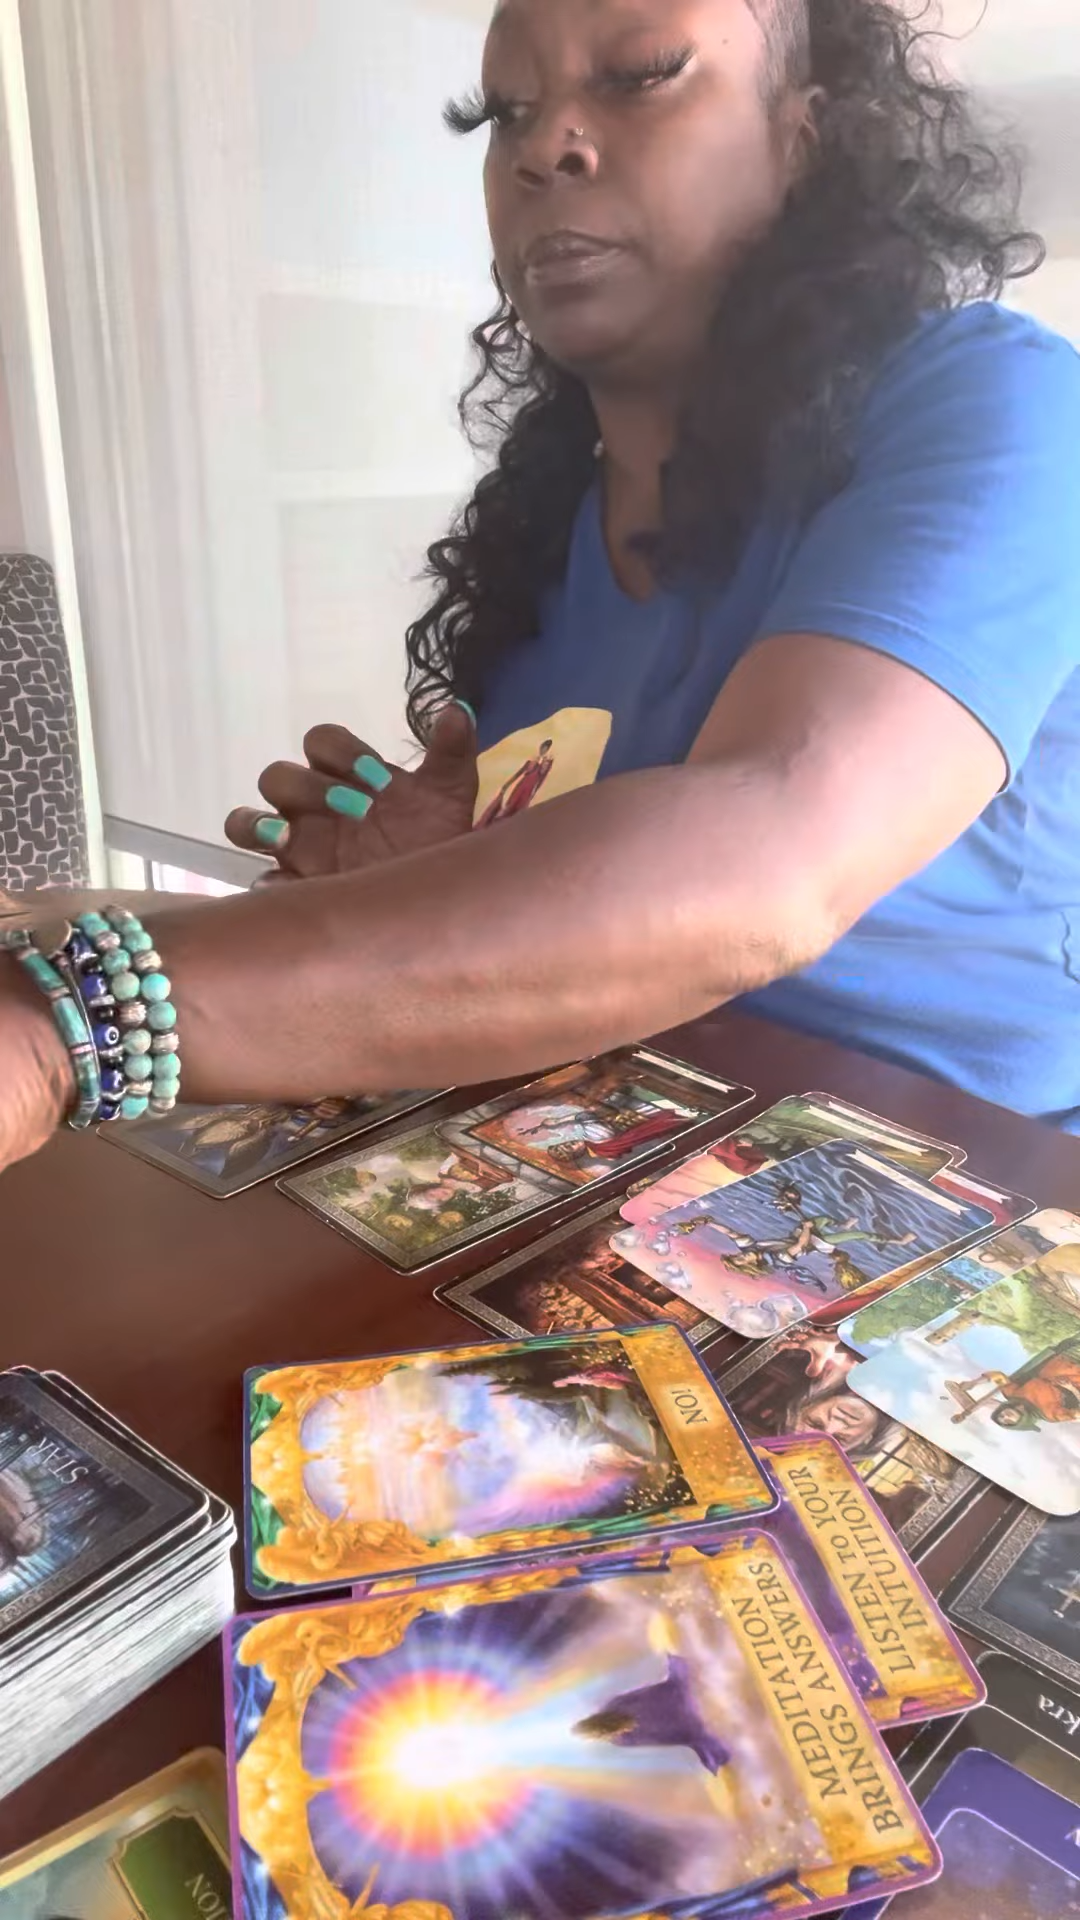 STAR
NO!
LISTEN TO YOUR
INTUITION
MEDITATION
BRINGS ANSWERS